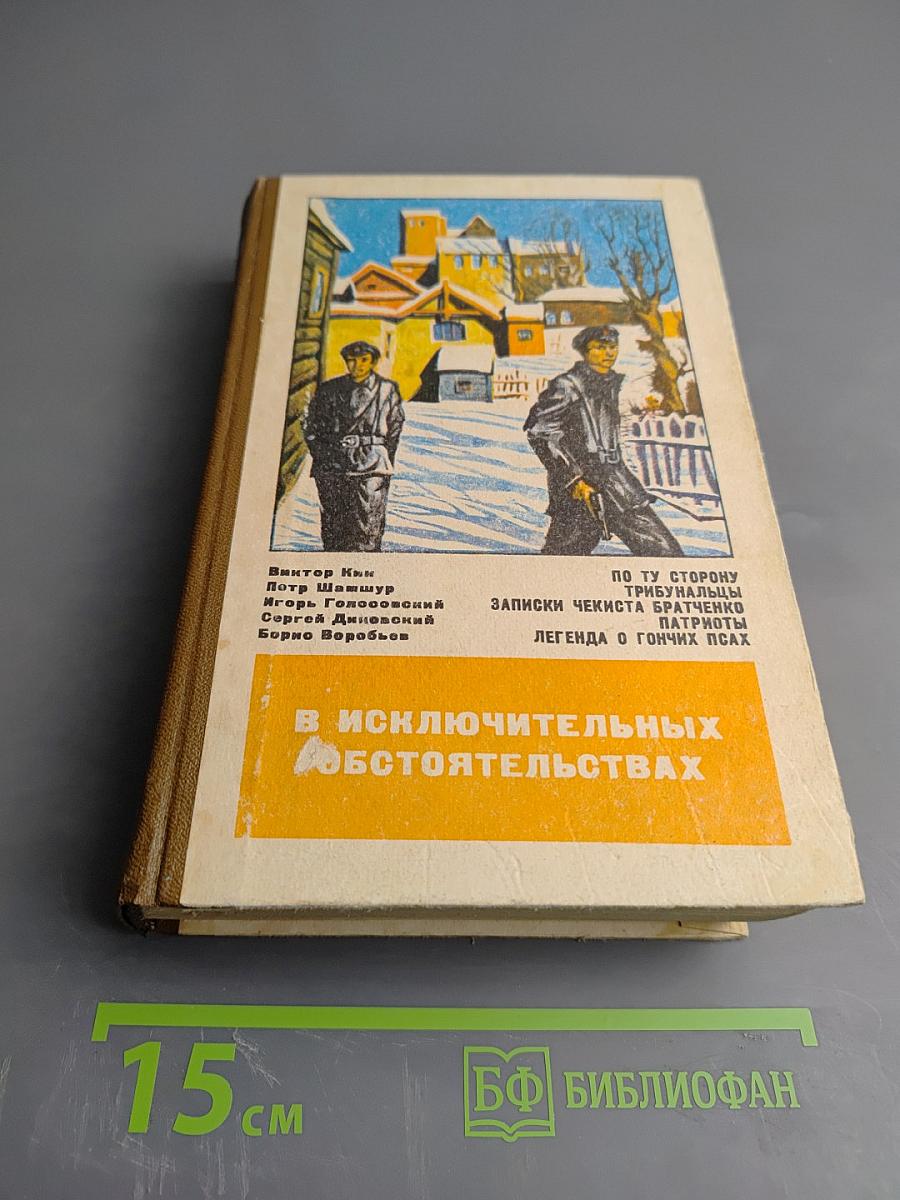 Виктор Кин
Петр Шамшур
Игорь Голосовский
Сергей Диковский
Борис Воробьев
ПО ТУ СТОРОНУ
ТРИБУНАЛЬЦЫ
ЗАПИСКИ ЧЕКИСТА БРАТЧЕНКО
ПАТРИОТЫ
ЛЕГЕНДА О ГОНЧИХ ПСАХ
В ИСКЛЮЧИТЕЛЬНЫХ
ОБСТОЯТЕЛЬСТВАХ
15 см
БФ БИБЛИОФАН